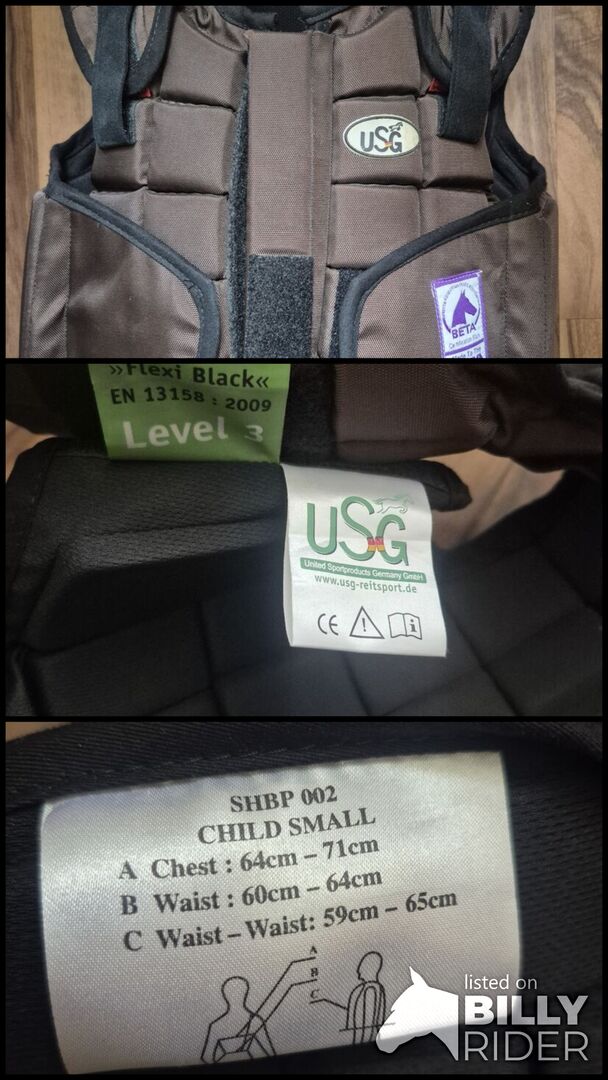 USG
BETA
»Flexi Black«
EN 13158 : 2009
Level 3
USG
United Sportproducts Germany GmbH
www.usg-reitsport.de
CE
SHBP 002
CHILD SMALL
A Chest : 64cm – 71cm
B Waist : 60cm – 64cm
C Waist – Waist: 59cm – 65cm
A
B
C
listed on
BILLY
RIDER